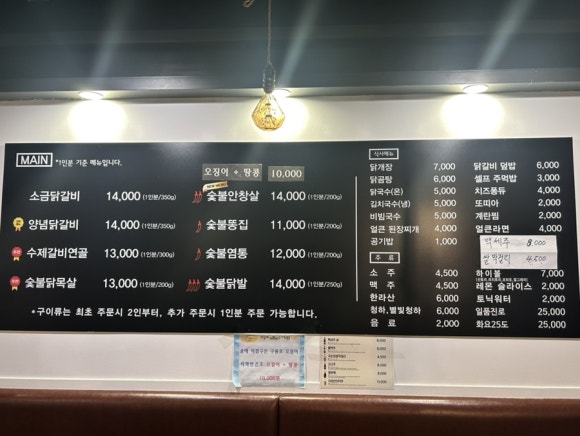 MAIN *1인분 기준 메뉴입니다.
소금닭갈비 14,000 (1인분/350g)
양념닭갈비 14,000 (1인분/350g)
수제갈비연골 13,000 (1인분/300g)
숯불닭목살 13,000 (1인분/200g)
오징어 + 땅콩 10,000
숯불안창살 14,000 (1인분/200g)
숯불똥집 11,000 (1인분/200g)
숯불염통 12,000 (1인분/200g)
숯불닭발 14,000 (1인분/250g)
*구이류는 최초 주문시 2인부터, 추가 주문시 1인분 주문 가능합니다.
식사메뉴
닭개장 7,000
닭곰탕 6,000
닭국수(온) 5,000
김치국수(냉) 5,000
비빔국수 5,000
얼큰 된장찌개 4,000
공기밥 1,000
주 류
소 주 4,500
맥 주 4,500
한라산 6,000
청하, 별빛청하 6,000
음 료 2,000
닭갈비 덮밥 6,000
셀프 주먹밥 3,000
치즈퐁듀 4,000
또띠아 2,000
계란찜 2,000
얼큰라면 4,000
백세주 8,000
쌀 막걸리 4,500
하이볼 7,000
레몬 슬라이스 2,000
토닉워터 2,000
일품진로 25,000
화요25도 25,000
오징어 + 땅콩
10,000원